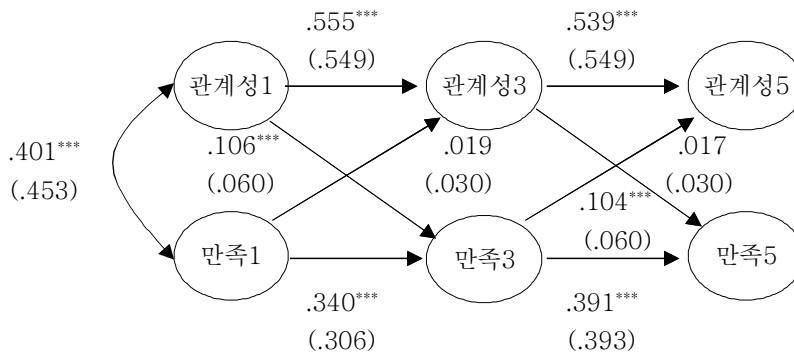 .555*** .539***
(.549) (.549)
관계성1 관계성3 관계성5
.401*** .106*** .019 .017
(.453) (.060) (.030) (.030)
.104***
만족1 만족3 (.060) 만족5
.340*** .391***
(.306) (.393)